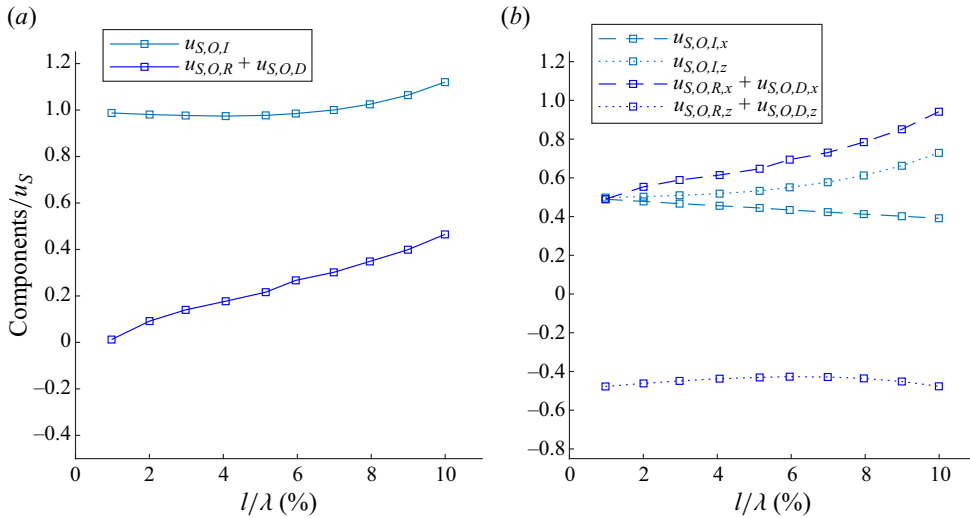 (a)
u_{S,O,I}
u_{S,O,R} + u_{S,O,D}
1.2
1.0
0.8
0.6
0.4
0.2
0
–0.2
–0.4
Components/u_S
0 2 4 6 8 10
l/λ (%)
(b)
u_{S,O,I,x}
u_{S,O,I,z}
u_{S,O,R,x} + u_{S,O,D,x}
u_{S,O,R,z} + u_{S,O,D,z}
1.2
1.0
0.8
0.6
0.4
0.2
0
–0.2
–0.4
–0.6
–0.8
0 2 4 6 8 10
l/λ (%)